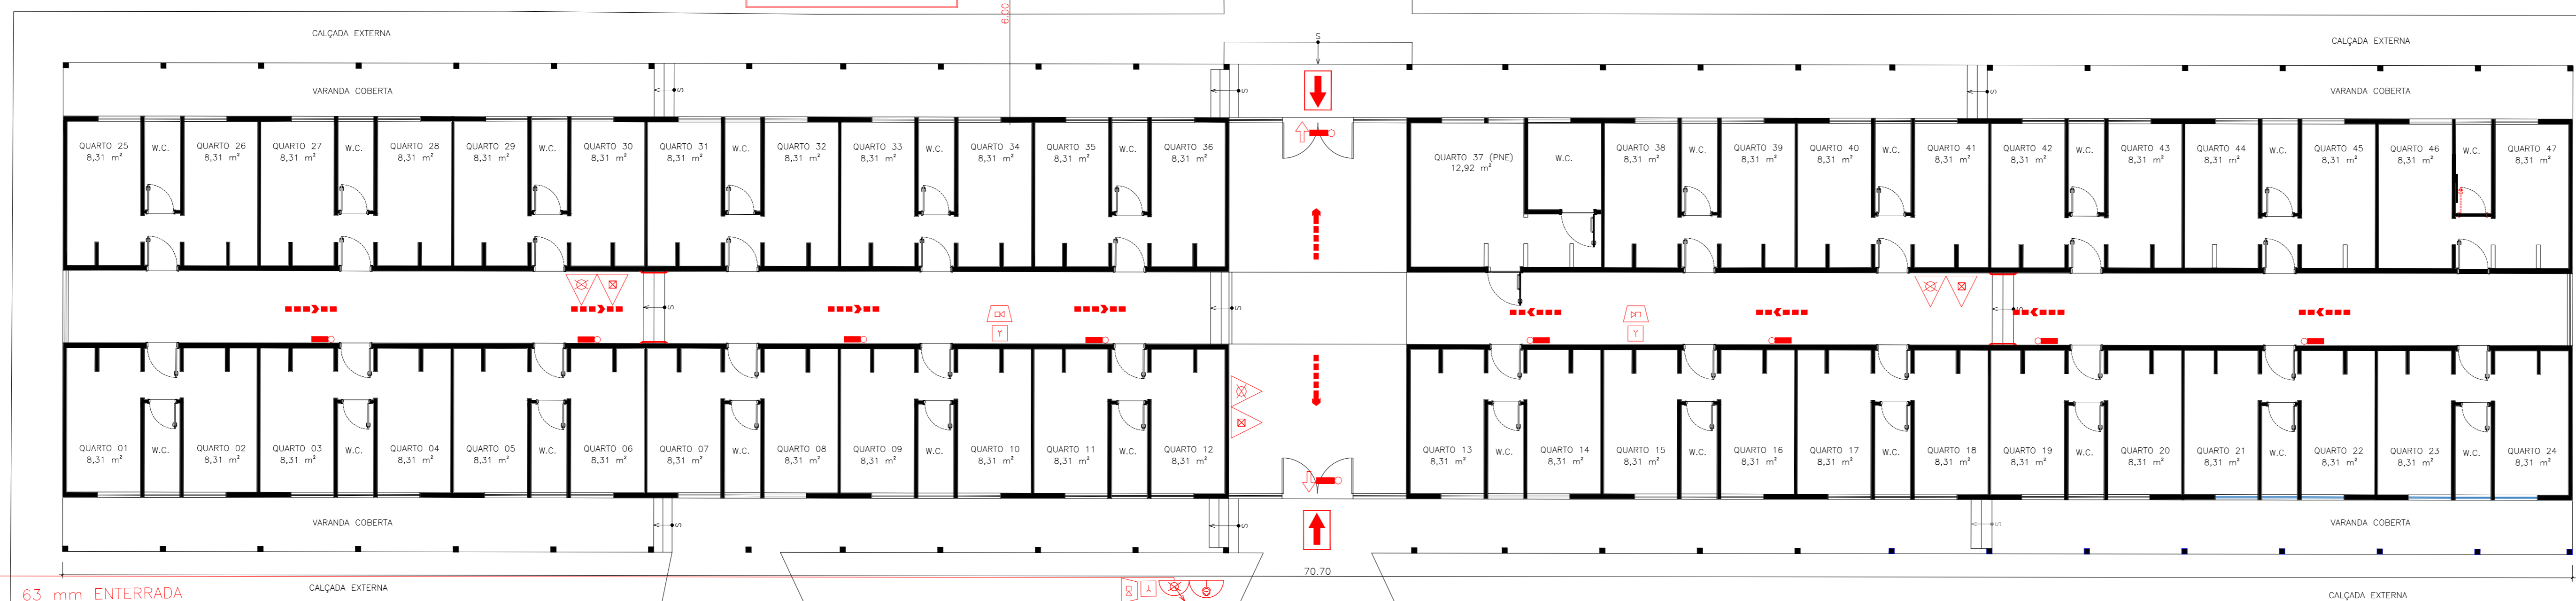 6.00
CALÇADA EXTERNA
S
CALÇADA EXTERNA
VARANDA COBERTA
S
S
S
VARANDA COBERTA
QUARTO 25
8,31 m²
W.C.
QUARTO 26
8,31 m²
QUARTO 27
8,31 m²
W.C.
QUARTO 28
8,31 m²
QUARTO 29
8,31 m²
W.C.
QUARTO 30
8,31 m²
QUARTO 31
8,31 m²
W.C.
QUARTO 32
8,31 m²
QUARTO 33
8,31 m²
W.C.
QUARTO 34
8,31 m²
QUARTO 35
8,31 m²
W.C.
QUARTO 36
8,31 m²
QUARTO 37 (PNE)
12,92 m²
W.C.
QUARTO 38
8,31 m²
W.C.
QUARTO 39
8,31 m²
QUARTO 40
8,31 m²
W.C.
QUARTO 41
8,31 m²
QUARTO 42
8,31 m²
W.C.
QUARTO 43
8,31 m²
QUARTO 44
8,31 m²
W.C.
QUARTO 45
8,31 m²
QUARTO 46
8,31 m²
W.C.
QUARTO 47
8,31 m²
S
S
S
Y
Y
QUARTO 01
8,31 m²
W.C.
QUARTO 02
8,31 m²
QUARTO 03
8,31 m²
W.C.
QUARTO 04
8,31 m²
QUARTO 05
8,31 m²
W.C.
QUARTO 06
8,31 m²
QUARTO 07
8,31 m²
W.C.
QUARTO 08
8,31 m²
QUARTO 09
8,31 m²
W.C.
QUARTO 10
8,31 m²
QUARTO 11
8,31 m²
W.C.
QUARTO 12
8,31 m²
QUARTO 13
8,31 m²
W.C.
QUARTO 14
8,31 m²
QUARTO 15
8,31 m²
W.C.
QUARTO 16
8,31 m²
QUARTO 17
8,31 m²
W.C.
QUARTO 18
8,31 m²
QUARTO 19
8,31 m²
W.C.
QUARTO 20
8,31 m²
QUARTO 21
8,31 m²
W.C.
QUARTO 22
8,31 m²
QUARTO 23
8,31 m²
W.C.
QUARTO 24
8,31 m²
VARANDA COBERTA
S
S
S
VARANDA COBERTA
70.70
63 mm ENTERRADA
CALÇADA EXTERNA
Y
CALÇADA EXTERNA